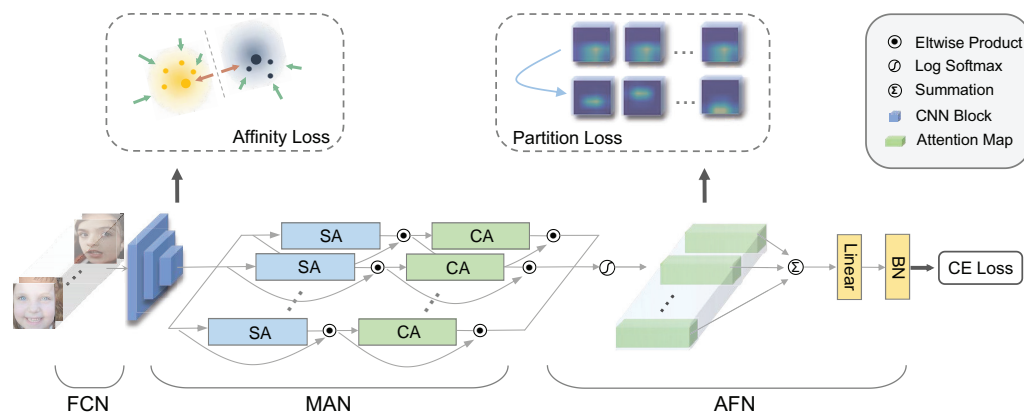 Affinity Loss
Partition Loss
Eltwise Product
Log Softmax
Σ Summation
CNN Block
Attention Map
SA
CA
SA
CA
SA
CA
Σ
Linear
BN
CE Loss
FCN
MAN
AFN